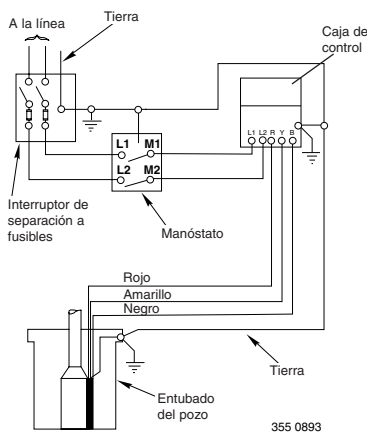 A la línea
Tierra
Caja de
control
L1 M1
L2 M2
L1 L2 R Y B
Interruptor de
separación a
fusibles
Manóstato
Rojo
Amarillo
Negro
Tierra
Entubado
del pozo
355 0893